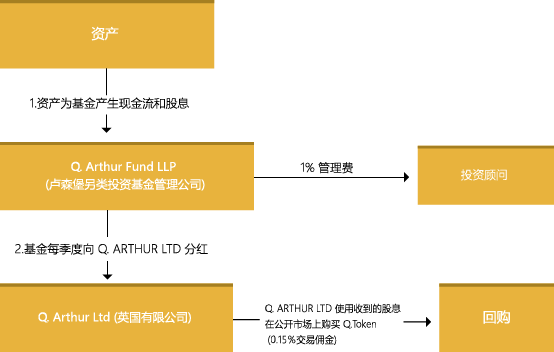 资产
1.资产为基金产生现金流和股息
Q. Arthur Fund LLP
(卢森堡另类投资基金管理公司)
1% 管理费
投资顾问
2.基金每季度向 Q. ARTHUR LTD 分红
Q. Arthur Ltd (英国有限公司)
Q. ARTHUR LTD 使用收到的股息
在公开市场上购买 Q.Token
(0.15%交易佣金)
回购